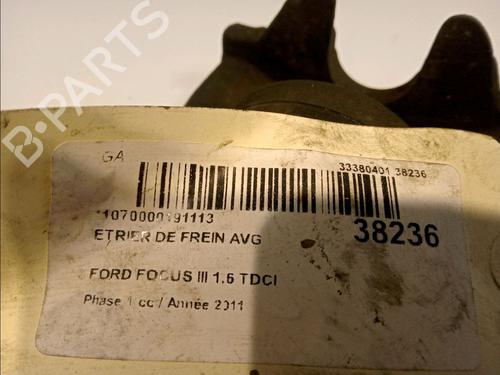 B-PARTS
GA
33380401 38236
*1070000191113
38236
ETRIER DE FREIN AVG
FORD FOCUS III 1.6 TDCI
Phase 1 cc / Année 2011